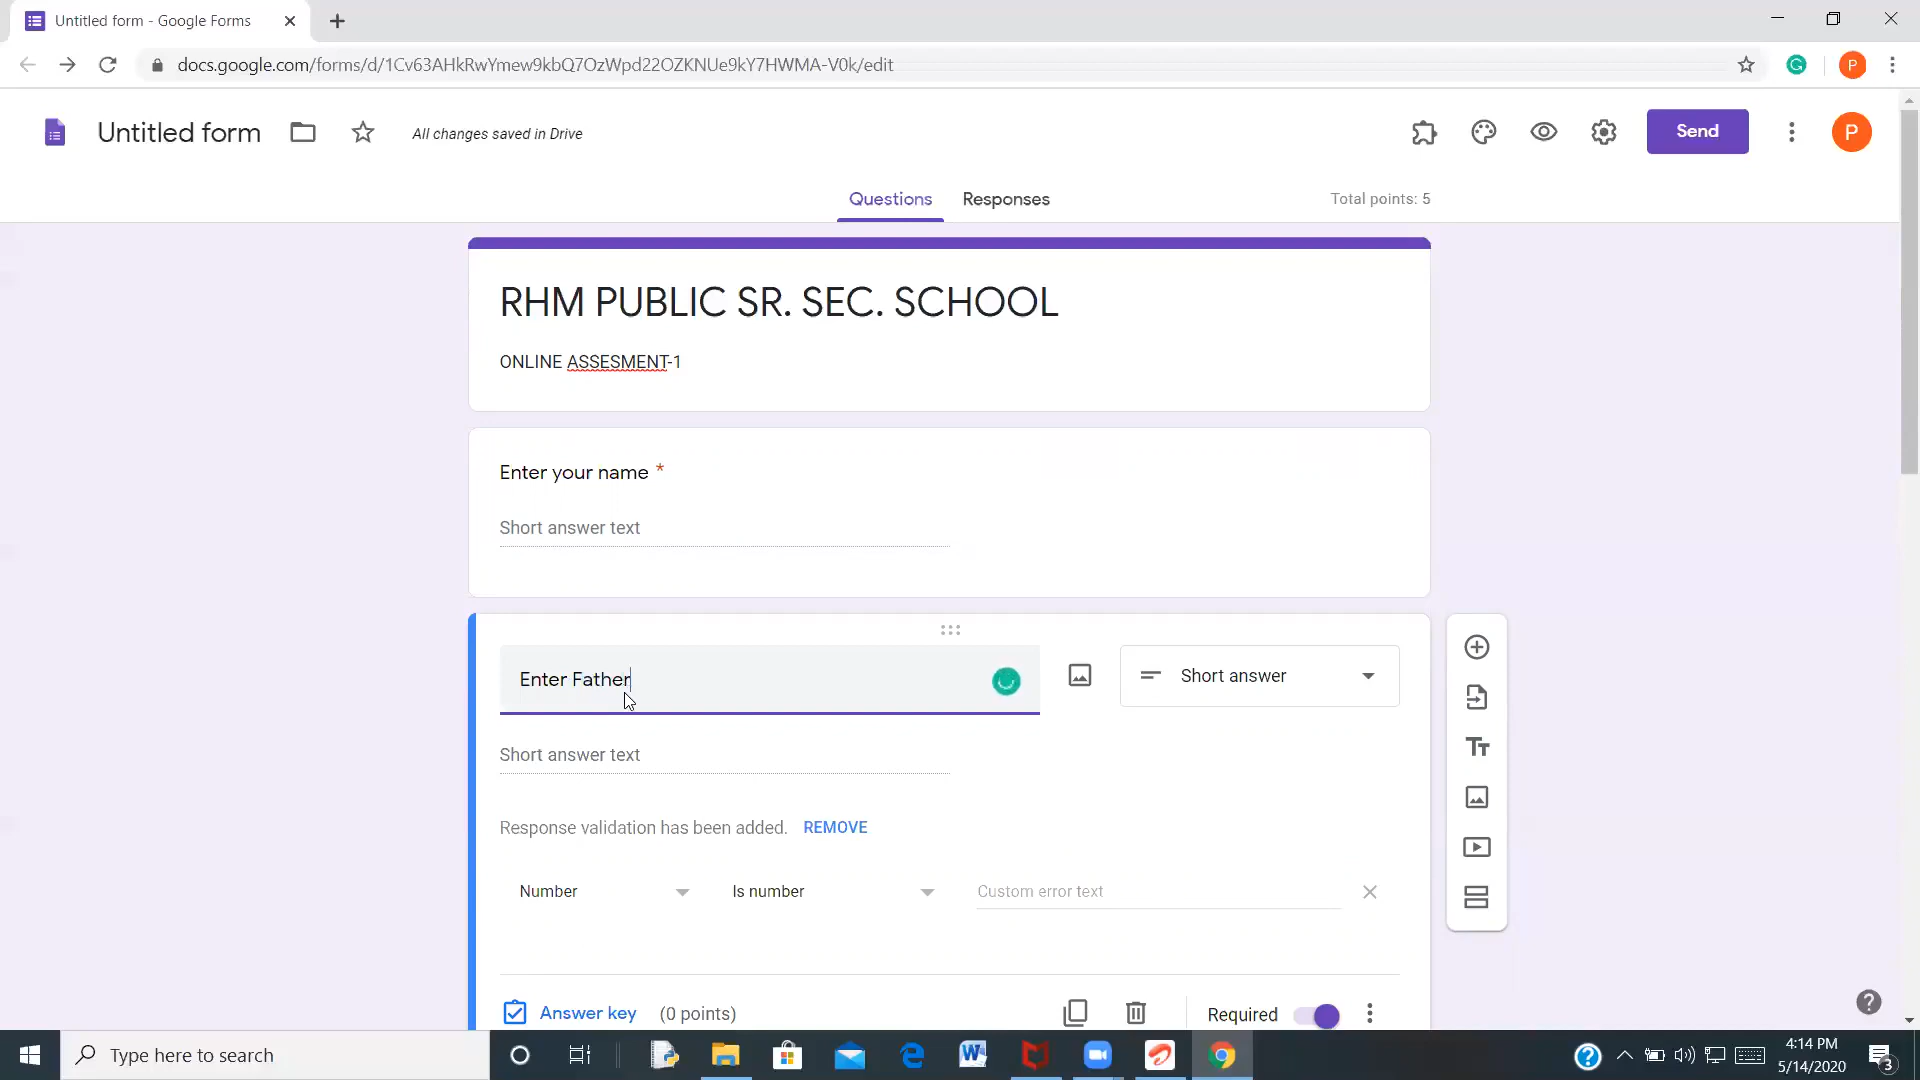 Untitled form - Google Forms
docs.google.com/forms/d/1Cv63AHkRwYmew9kbQ7OzWpd22OZKNUe9kY7HWMA-V0k/edit
P
Untitled form
All changes saved in Drive
Send
P
Questions
Responses
Total points: 5
RHM PUBLIC SR. SEC. SCHOOL
ONLINE ASSESMENT-1
Enter your name *
Short answer text
Enter Father
Short answer
Short answer text
Response validation has been added. REMOVE
Number
Is number
Custom error text
Answer key (0 points)
Required
Type here to search
4:14 PM
5/14/2020
3